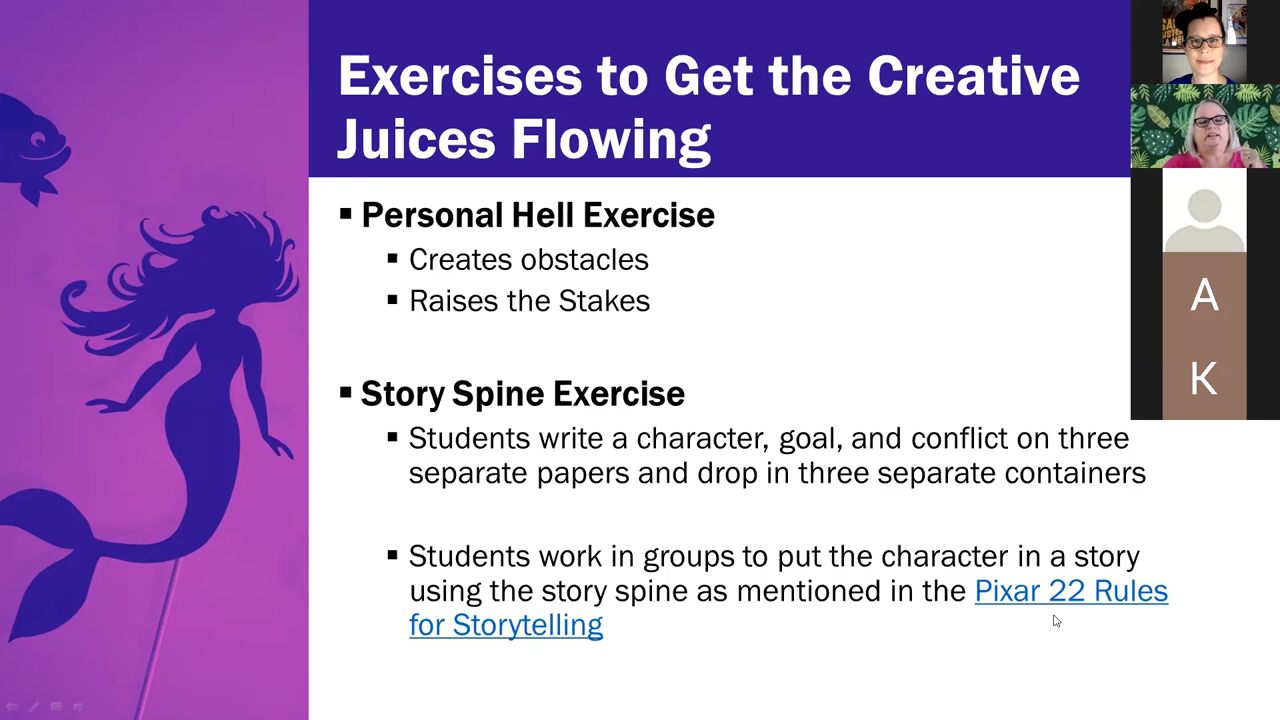 Exercises to Get the Creative
Juices Flowing
▪ Personal Hell Exercise
▪ Creates obstacles
▪ Raises the Stakes
▪ Story Spine Exercise
▪ Students write a character, goal, and conflict on three
separate papers and drop in three separate containers
▪ Students work in groups to put the character in a story
using the story spine as mentioned in the Pixar 22 Rules
for Storytelling
A
K